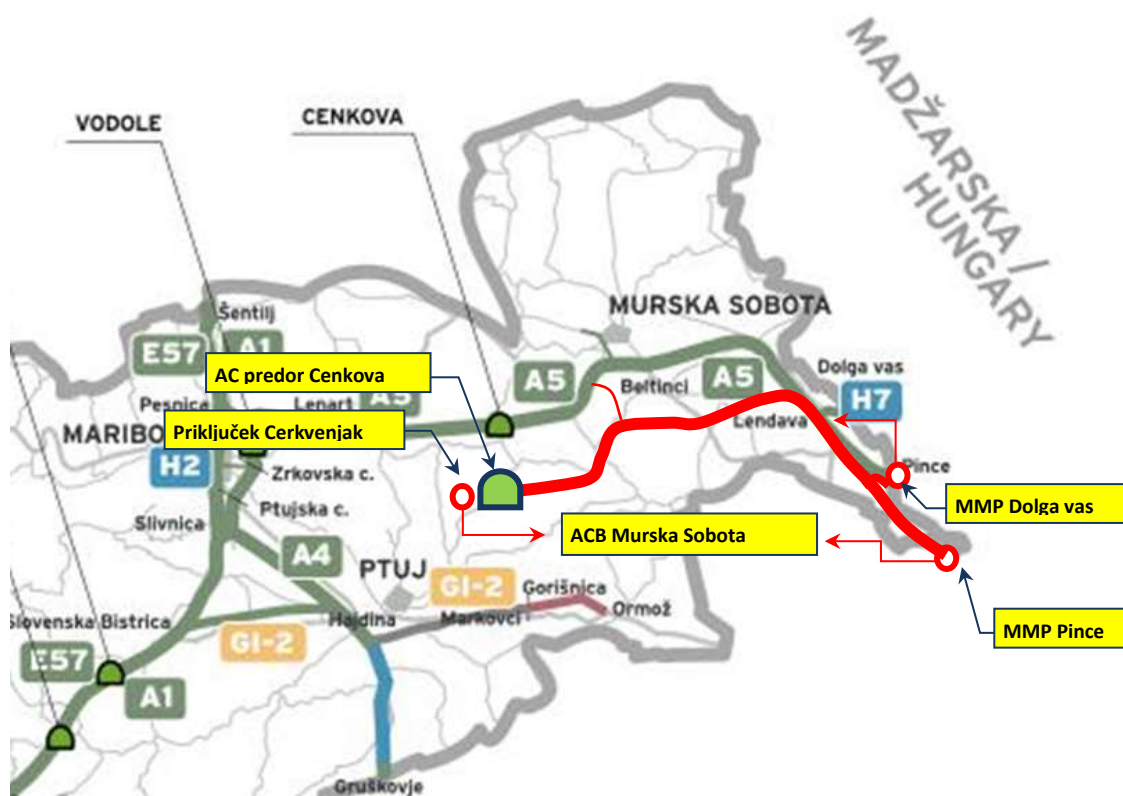 MADŽARSKA /
HUNGARY
VODOLE
CENKOVA
Šentilj
MURSKA SOBOTA
E57
A1
AC predor Cenkova
A5
Beltinci
A5
Dolga vas
H7
Pesnica
Lenart
A5
Priključek Cerkvenjak
MARIBO
Lendava
H2
Zrkovska c.
Pince
Ptujska c.
MMP Dolga vas
Slivnica
ACB Murska Sobota
A4
PTUJ
GI-2
Gorišnica
Slovenska Bistrica
Hajdina
Markovci
Ormož
MMP Pince
GI-2
E57
A1
Gruškovje